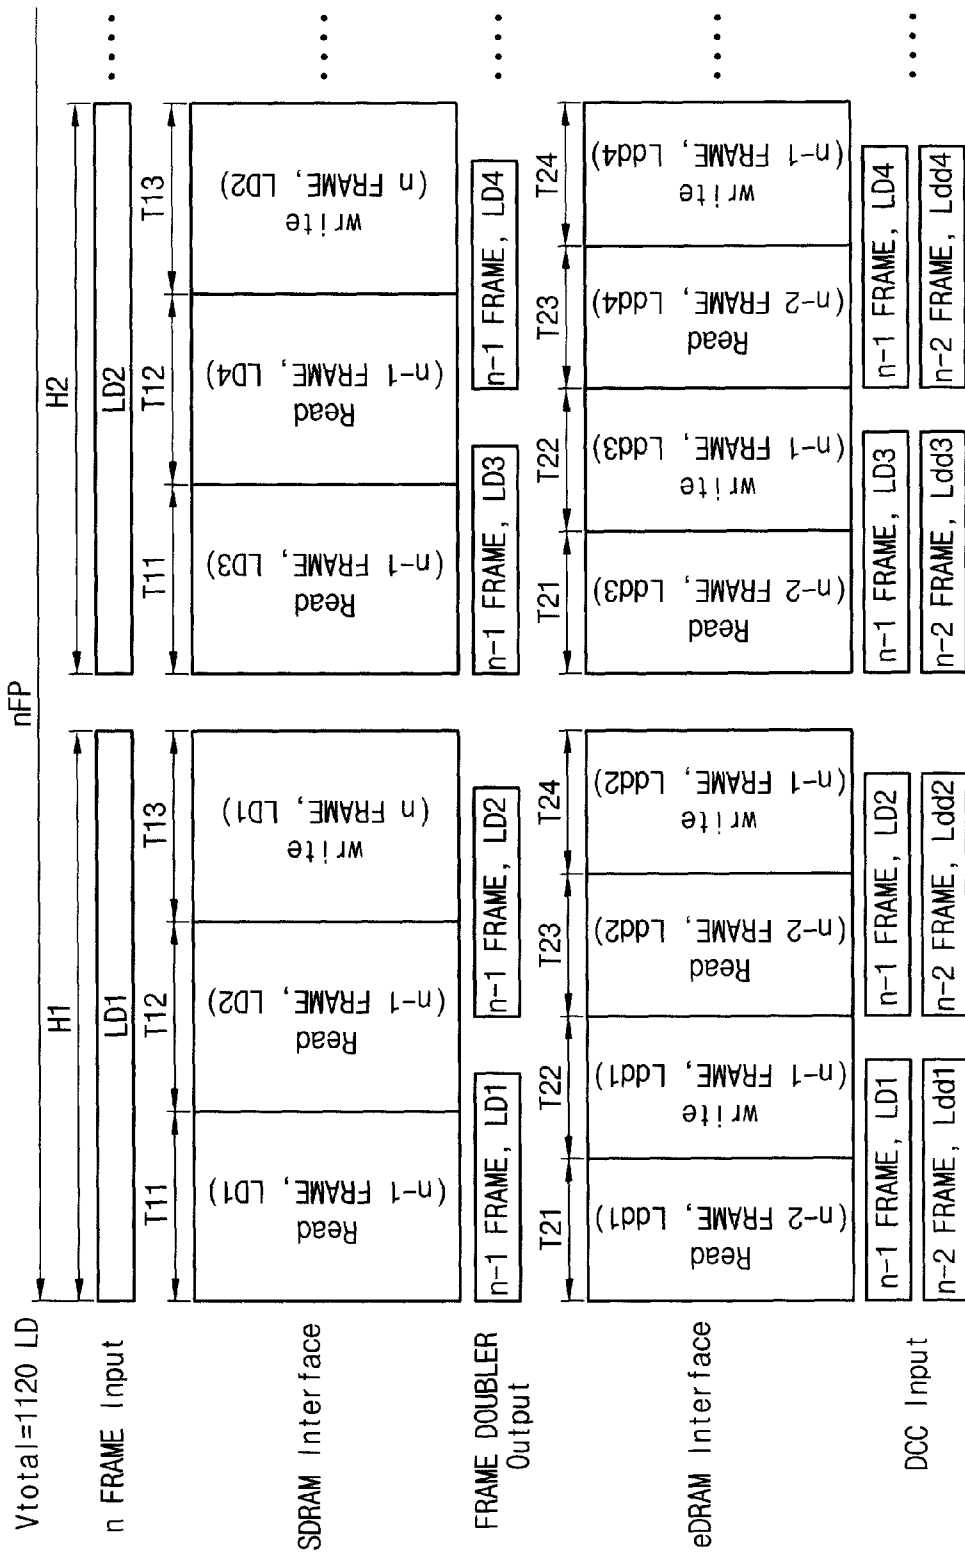 Vtotal=1120 LD
nFP
H1
H2
n FRAME Input
LD1
LD2
T11
T12
T13
T11
T12
T13
SDRAM Interface
Read
(n-1 FRAME, LD1)
Read
(n-1 FRAME, LD2)
write
(n FRAME, LD1)
Read
(n-1 FRAME, LD3)
Read
(n-1 FRAME, LD4)
write
(n FRAME, LD2)
FRAME DOUBLER
Output
n-1 FRAME, LD1
n-1 FRAME, LD2
n-1 FRAME, LD3
n-1 FRAME, LD4
T21
T22
T23
T24
T21
T22
T23
T24
eDRAM Interface
Read
(n-2 FRAME, Ldd1)
write
(n-1 FRAME, Ldd1)
Read
(n-2 FRAME, Ldd2)
write
(n-1 FRAME, Ldd2)
Read
(n-2 FRAME, Ldd3)
write
(n-1 FRAME, Ldd3)
Read
(n-2 FRAME, Ldd4)
write
(n-1 FRAME, Ldd4)
DCC Input
n-1 FRAME, LD1
n-1 FRAME, LD2
n-1 FRAME, LD3
n-1 FRAME, LD4
n-2 FRAME, Ldd1
n-2 FRAME, Ldd2
n-2 FRAME, Ldd3
n-2 FRAME, Ldd4